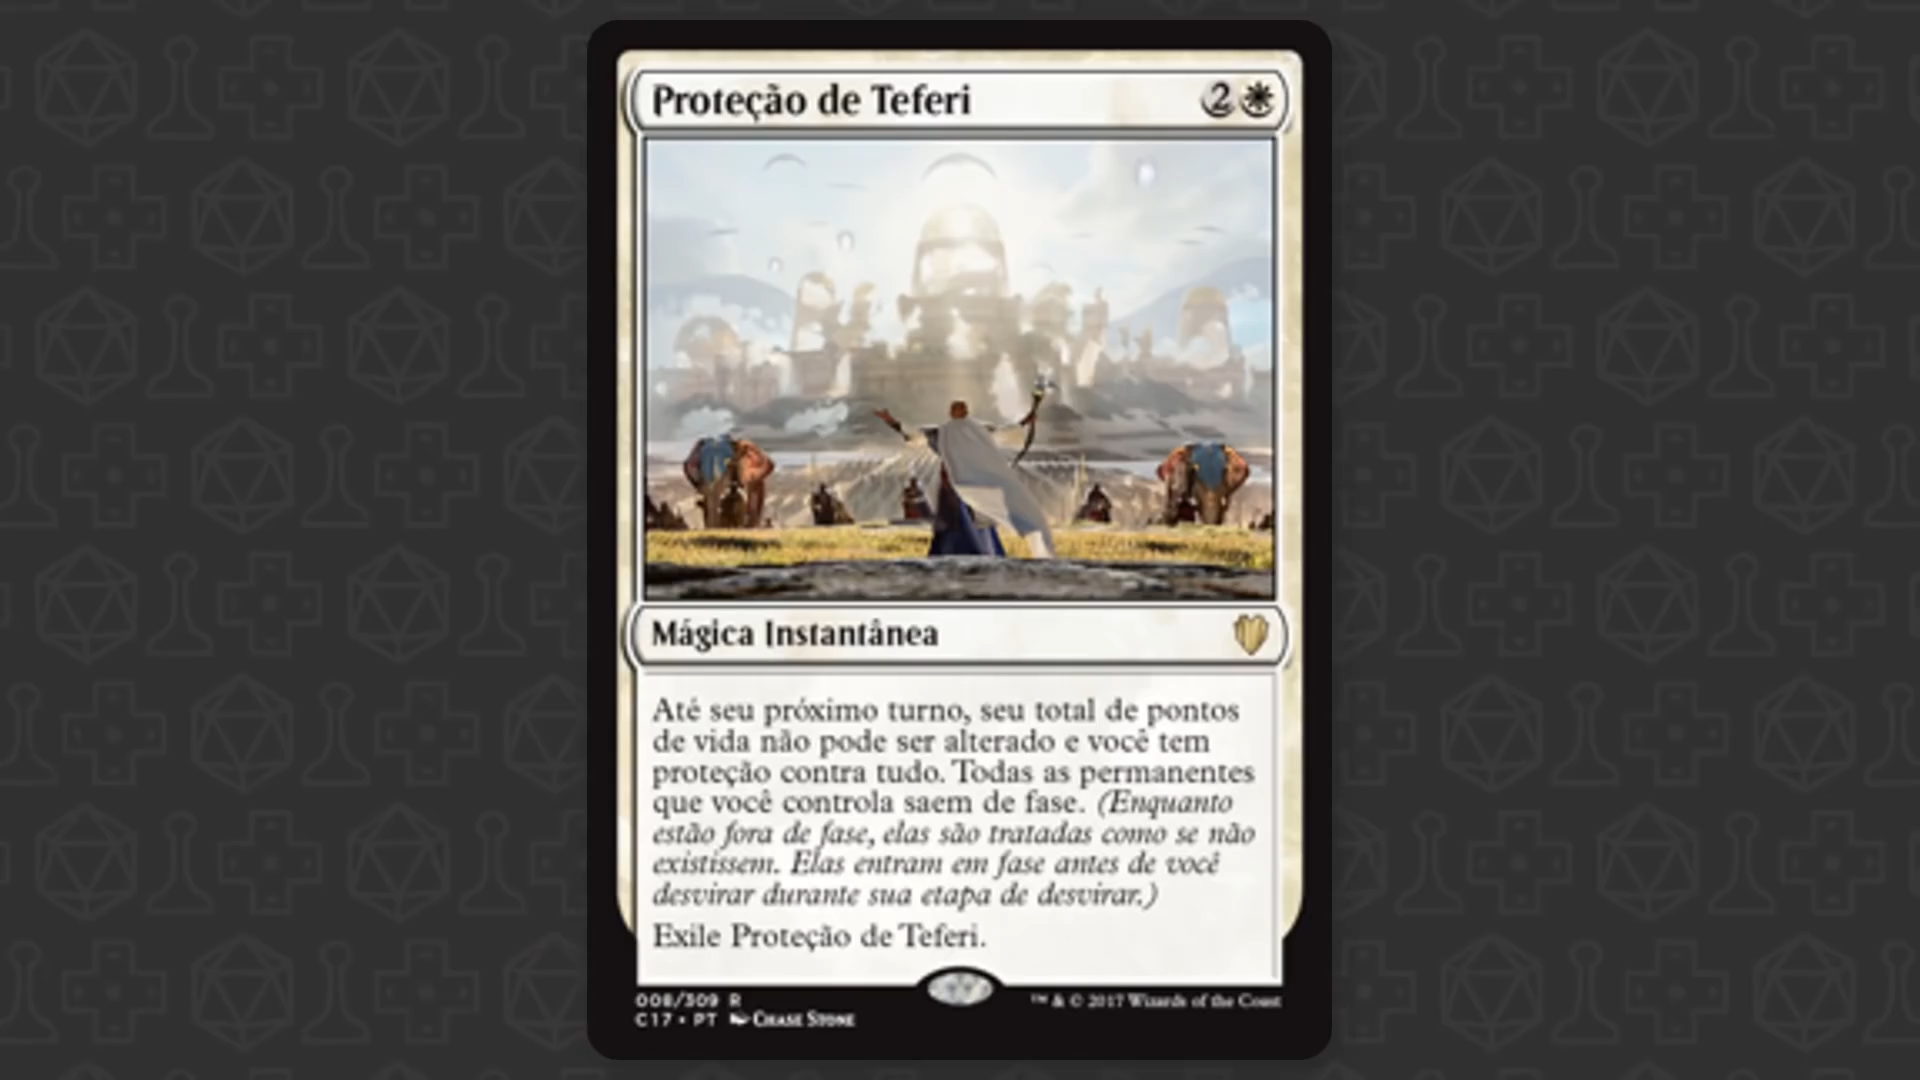 Proteção de Teferi
2
Mágica Instantânea
Até seu próximo turno, seu total de pontos
de vida não pode ser alterado e você tem
proteção contra tudo. Todas as permanentes
que você controla saem de fase. (Enquanto
estão fora de fase, elas são tratadas como se não
existissem. Elas entram em fase antes de você
desvirar durante sua etapa de desvirar.)
Exile Proteção de Teferi.
008/309 R
C17 • PT Chase Stone
™ & © 2017 Wizards of the Coast